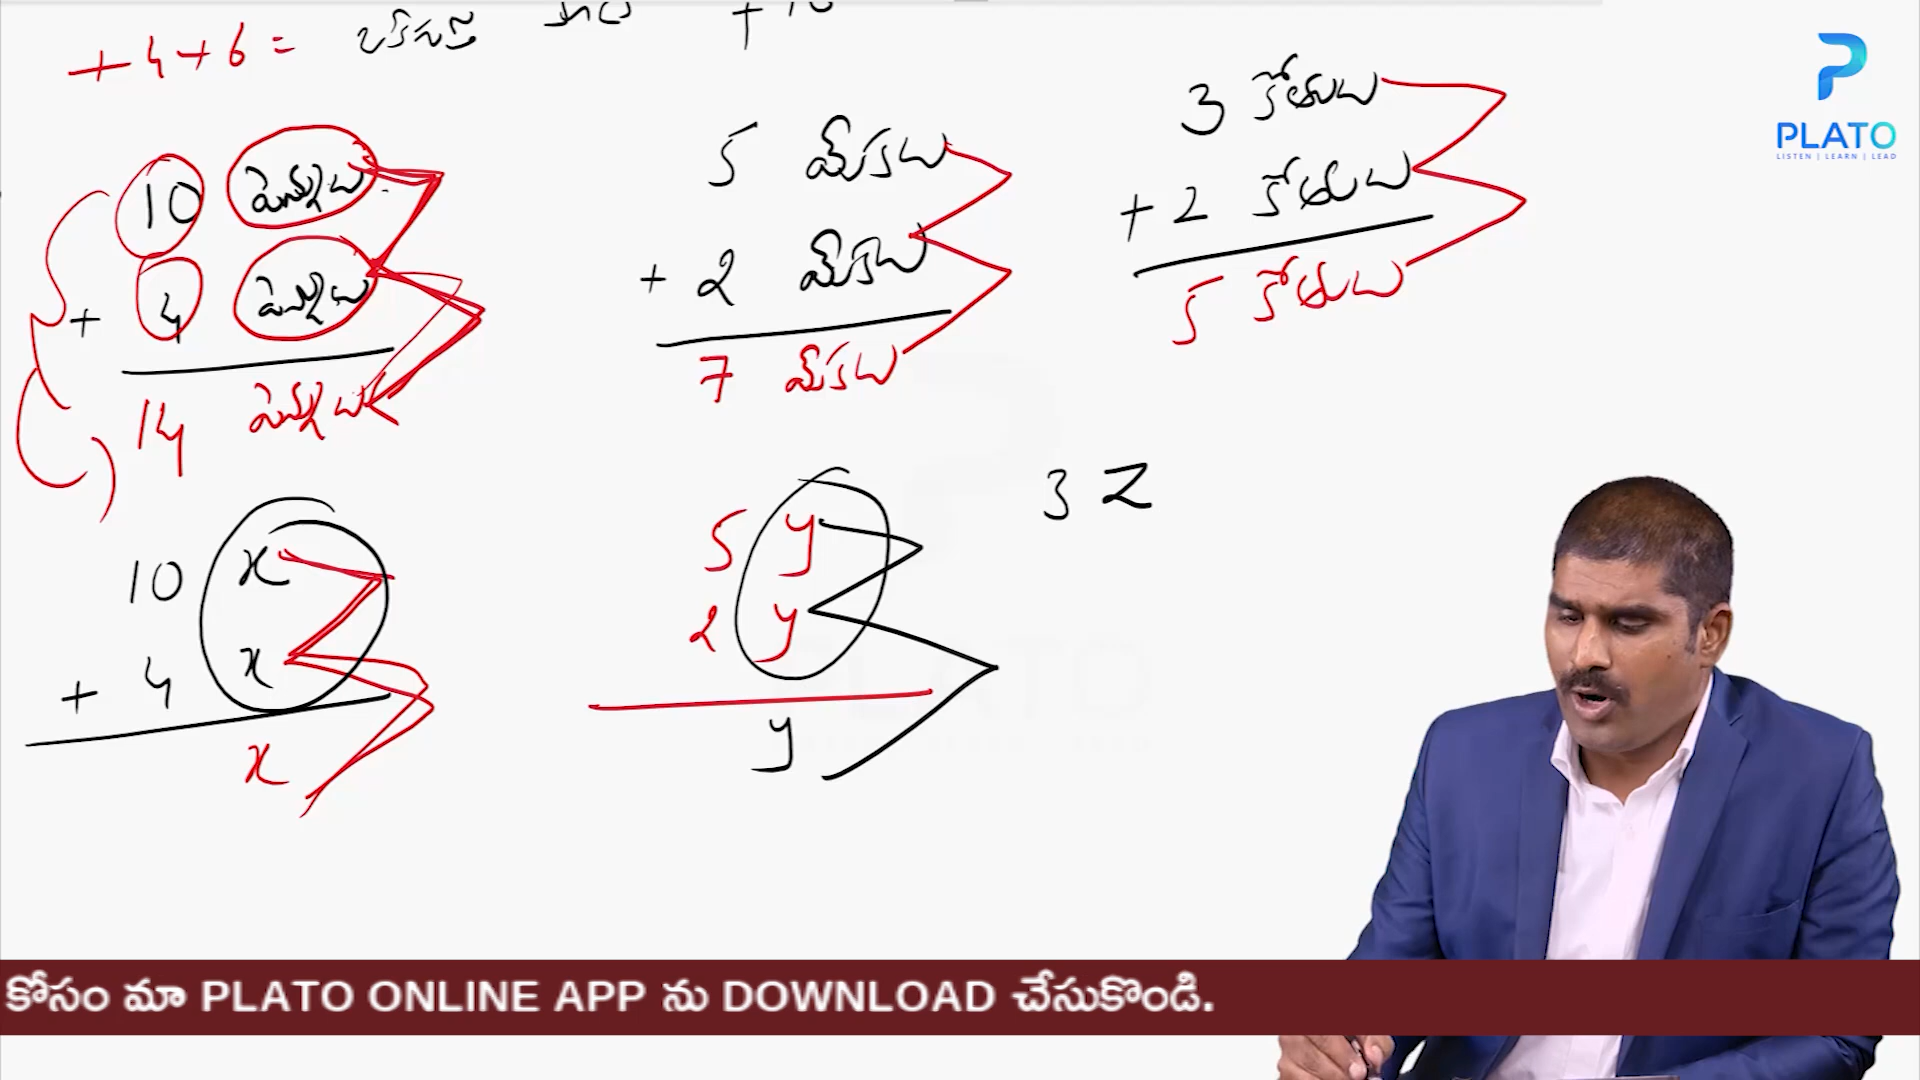 + 4 + 6 =
10 పెన్నులు
+ 4 పెన్నులు
14 పెన్నులు
5 మేకలు
+ 2 మేకలు
7 మేకలు
3 కోతులు
+ 2 కోతులు
5 కోతులు
10 x
+ 4 x
x
5 y
2 y
y
3 z
PLATO
LISTEN | LEARN | LEAD
కోసం మా PLATO ONLINE APP ను DOWNLOAD చేసుకొండి.